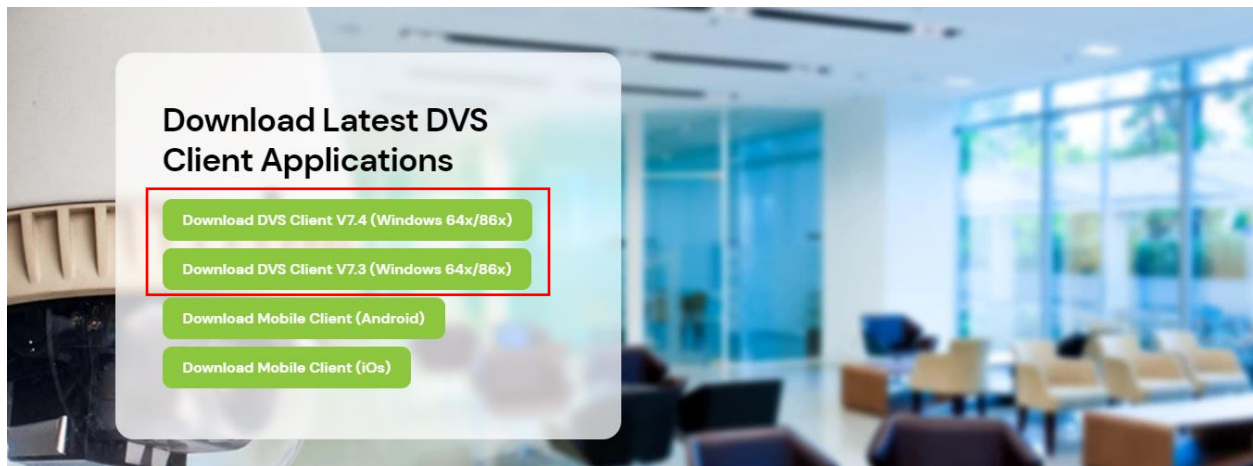 Download Latest DVS
Client Applications
Download DVS Client V7.4 (Windows 64x/86x)
Download DVS Client V7.3 (Windows 64x/86x)
Download Mobile Client (Android)
Download Mobile Client (iOs)